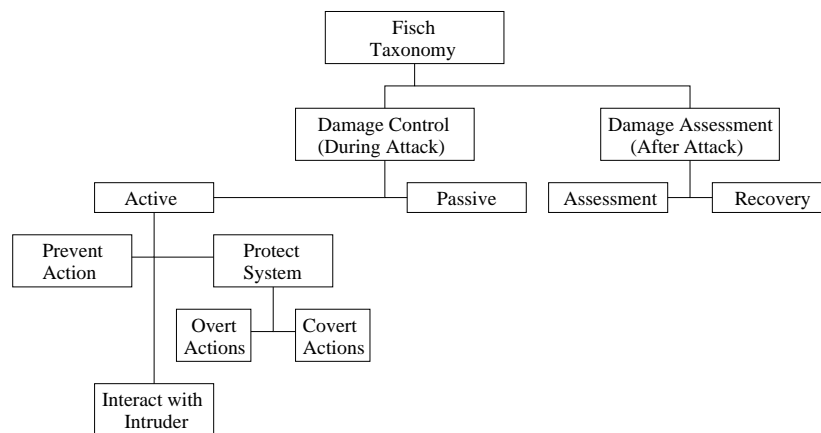 Fisch
Taxonomy
Damage Control
(During Attack)
Damage Assessment
(After Attack)
Active
Passive
Assessment
Recovery
Prevent
Action
Protect
System
Overt
Actions
Covert
Actions
Interact with
Intruder